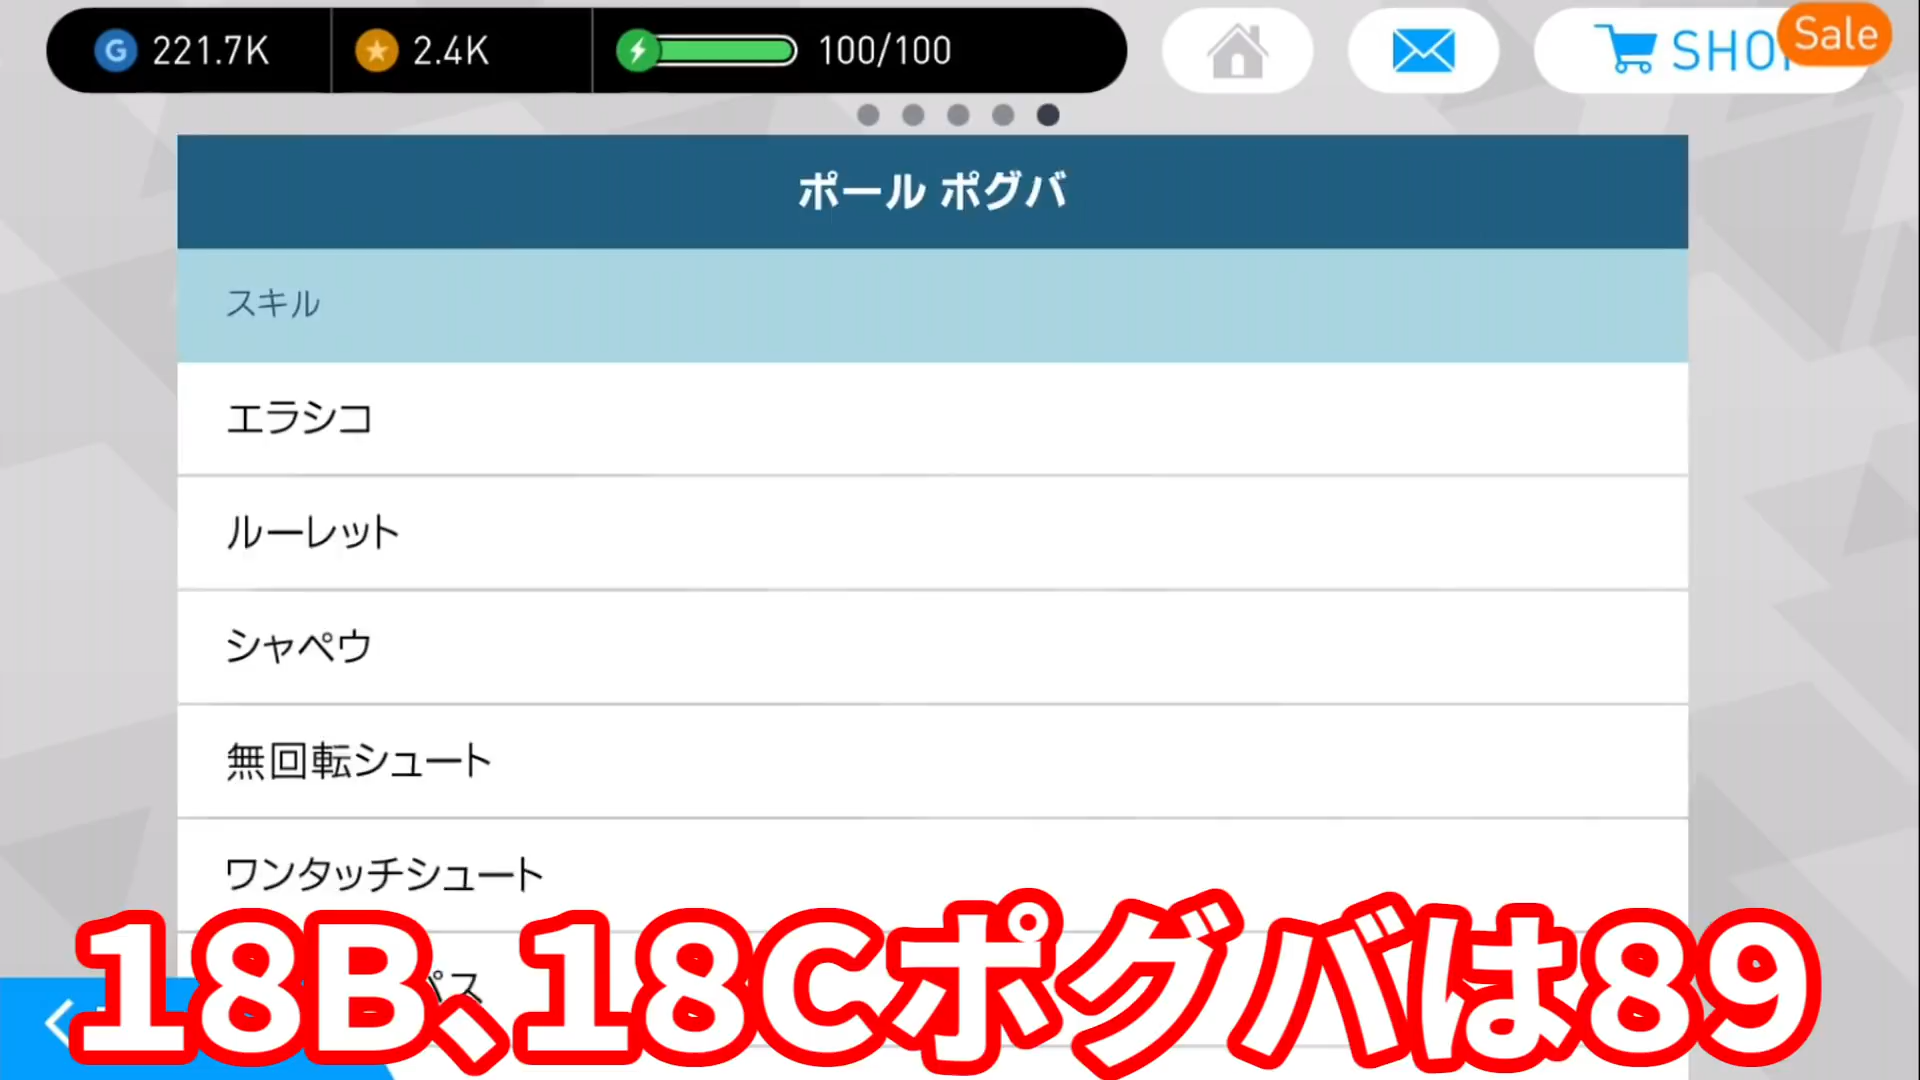 221.7K 2.4K 100/100 SHO Sale
ポール ポグバ
スキル
エラシコ
ルーレット
シャペウ
無回転シュート
ワンタッチシュート
パス
18B、18Cポグバは89